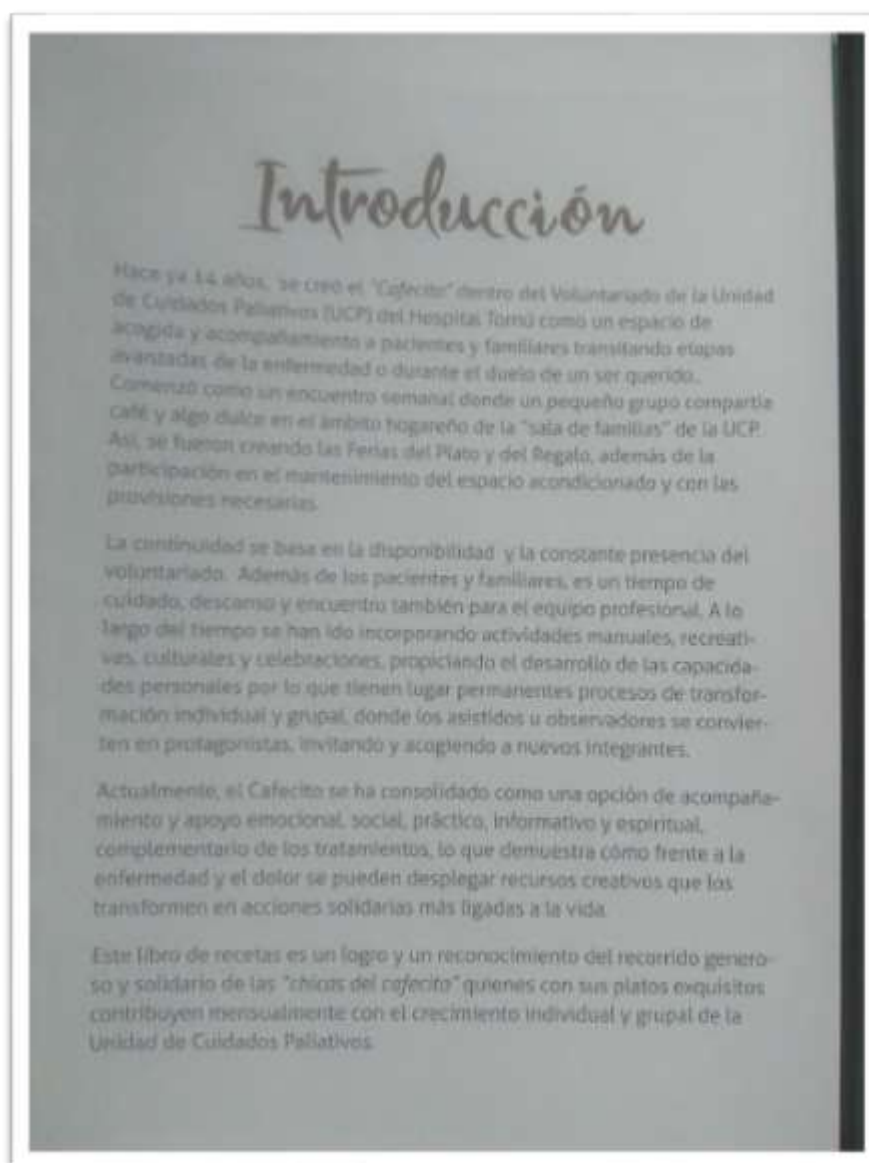 Introducción
Hace ya 14 años, se creó el "Cafecito" dentro del Voluntariado de la Unidad
de Cuidados Paliativos (UCP) del Hospital Tornú como un espacio de
acogida y acompañamiento a pacientes y familiares transitando etapas
avanzadas de la enfermedad o durante el duelo de un ser querido.
Comenzó como un encuentro semanal donde un pequeño grupo compartía
café y algo dulce en el ámbito hogareño de la "sala de familias" de la UCP.
Así, se fueron creando las Ferias del Plato y del Regalo, además de la
participación en el mantenimiento del espacio acondicionado y con las
provisiones necesarias.
La continuidad se basa en la disponibilidad y la constante presencia del
voluntariado. Además de los pacientes y familiares, es un tiempo de
cuidado, descanso y encuentro también para el equipo profesional. A lo
largo del tiempo se han ido incorporando actividades manuales, recreati-
vas, culturales y celebraciones, propiciando el desarrollo de las capacida-
des personales por lo que tienen lugar permanentes procesos de transfor-
mación individual y grupal, donde los asistidos u observadores se convier-
ten en protagonistas, invitando y acogiendo a nuevos integrantes.
Actualmente, el Cafecito se ha consolidado como una opción de acompaña-
miento y apoyo emocional, social, práctico, informativo y espiritual,
complementario de los tratamientos, lo que demuestra cómo frente a la
enfermedad y el dolor se pueden desplegar recursos creativos que los
transformen en acciones solidarias más ligadas a la vida.
Este libro de recetas es un logro y un reconocimiento del recorrido genero-
so y solidario de las "chicas del cafecito" quienes con sus platos exquisitos
contribuyen mensualmente con el crecimiento individual y grupal de la
Unidad de Cuidados Paliativos.